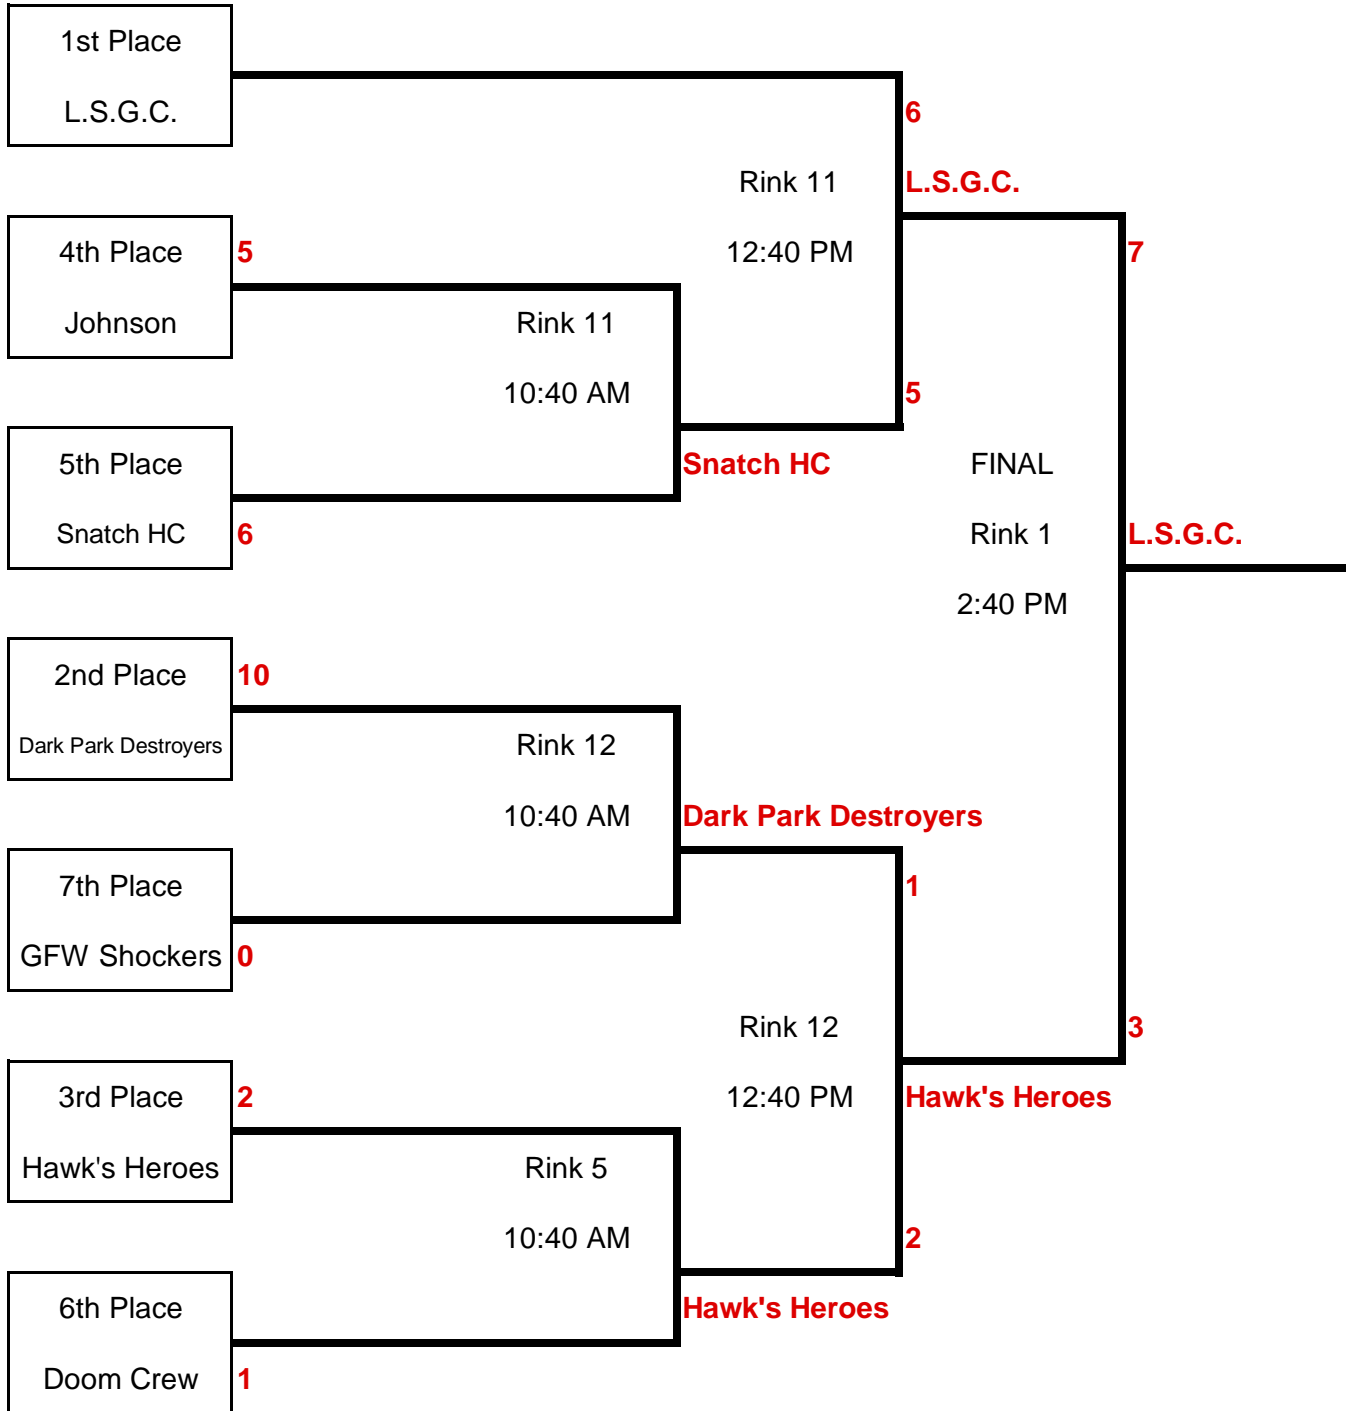 1st Place
L.S.G.C.
6
Rink 11
L.S.G.C.
4th Place
5
12:40 PM
7
Johnson
Rink 11
10:40 AM
5
5th Place
Snatch HC
FINAL
Snatch HC
6
Rink 1
L.S.G.C.
2:40 PM
2nd Place
10
Dark Park Destroyers
Rink 12
10:40 AM
Dark Park Destroyers
7th Place
1
GFW Shockers
0
Rink 12
3
3rd Place
2
12:40 PM
Hawk's Heroes
Hawk's Heroes
Rink 5
10:40 AM
2
6th Place
Hawk's Heroes
Doom Crew
1